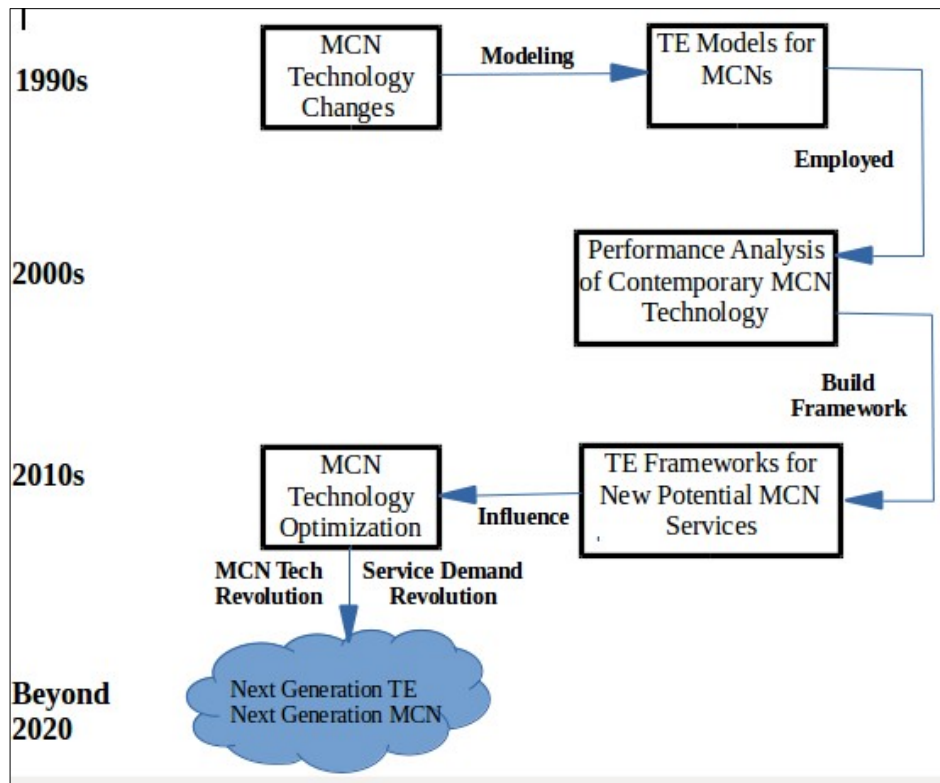 1990s
MCN
Technology
Changes
Modeling
TE Models for
MCNs
Employed
2000s
Performance Analysis
of Contemporary MCN
Technology
Build
Framework
2010s
TE Frameworks for
New Potential MCN
Services
Influence
MCN
Technology
Optimization
MCN Tech
Revolution
Service Demand
Revolution
Beyond
2020
Next Generation TE
Next Generation MCN